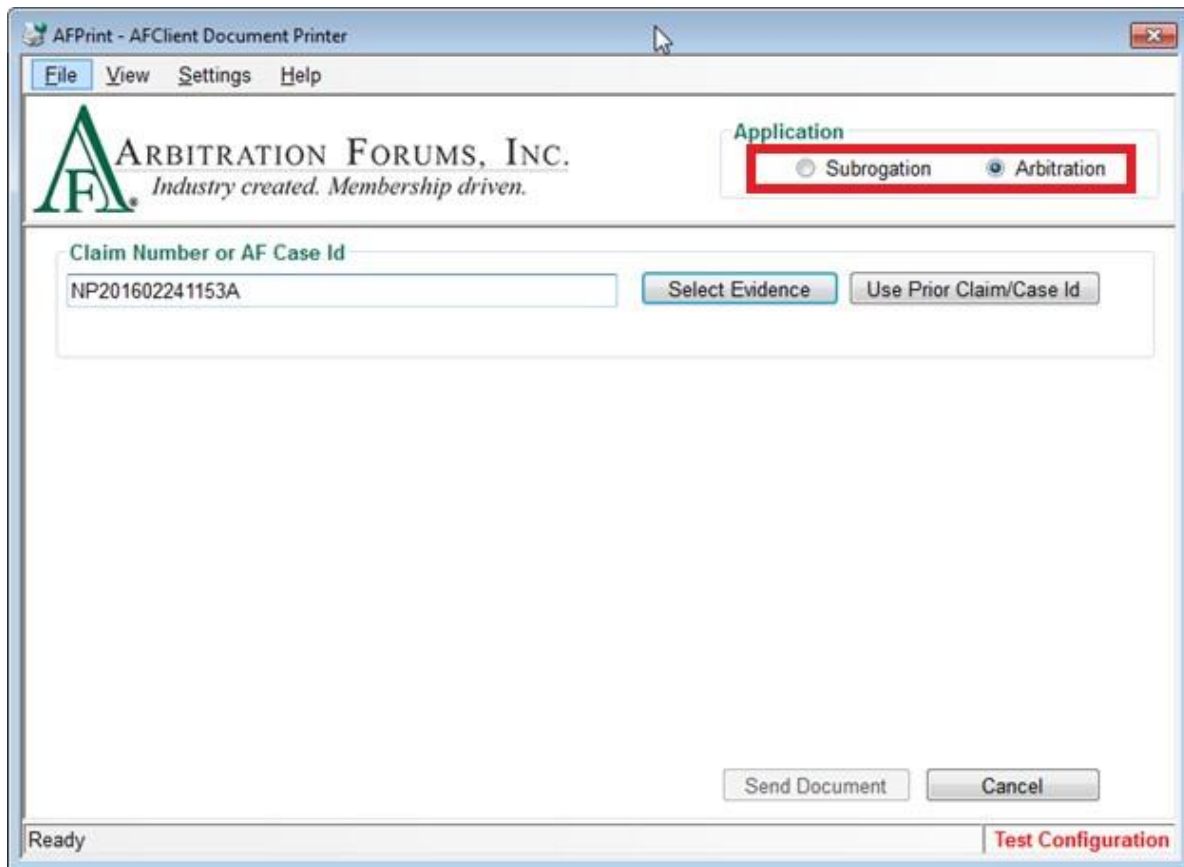 AFPrint - AFClient Document Printer
File View Settings Help
AF®
ARBITRATION FORUMS, INC.
Industry created. Membership driven.
Application
Subrogation Arbitration
Claim Number or AF Case Id
NP201602241153A
Select Evidence Use Prior Claim/Case Id
Send Document Cancel
Ready Test Configuration